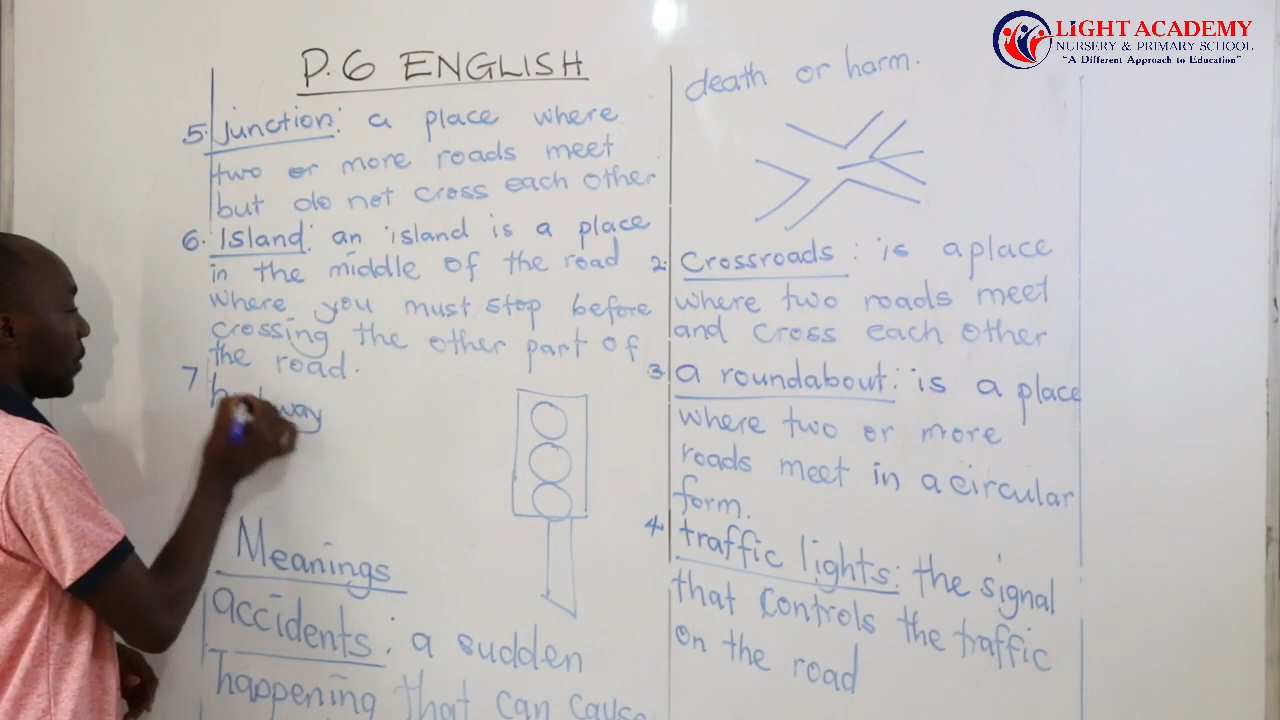 LIGHT ACADEMY
NURSERY & PRIMARY SCHOOL
"A Different Approach to Education"
P.6 ENGLISH
5. junction: a place where
two or more roads meet
but do not cross each other
6. Island: an island is a place
in the middle of the road
where you must stop before
crossing the other part of
the road.
7
way
Meanings
accidents: a sudden
happening that can cause
death or harm.
2. Crossroads: is a place
where two roads meet
and cross each other
3 a roundabout: is a place
where two or more
roads meet in a circular
form.
4 traffic lights: the signal
that controls the traffic
on the road